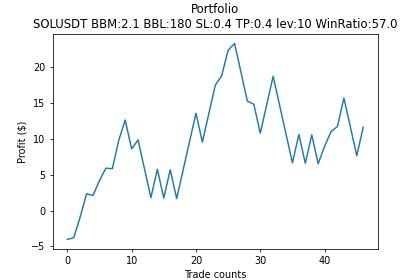 Portfolio
SOLUSDT BBM:2.1 BBL:180 SL:0.4 TP:0.4 lev:10 WinRatio:57.0
Profit ($)
20
15
10
5
0
−5
0
10
20
30
40
Trade counts